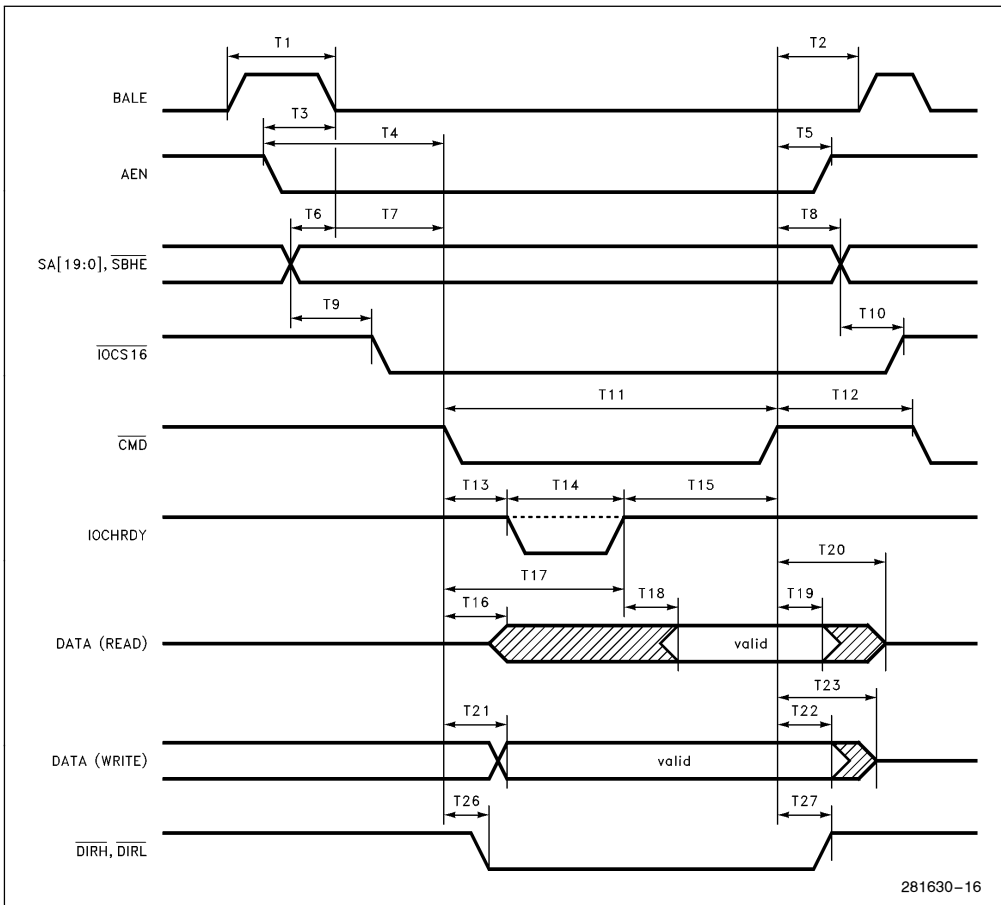 T1 T2
BALE
T3 T4 T5
AEN
T6 T7 T8
SA[19:0], SBHE
T9 T10
IOCS16
T11 T12
CMD
T13 T14 T15
IOCHRDY
T17 T20
T16 T18 T19
DATA (READ) valid
T23
T21 T22
DATA (WRITE) valid
T26 T27
DIRH, DIRL
281630-16